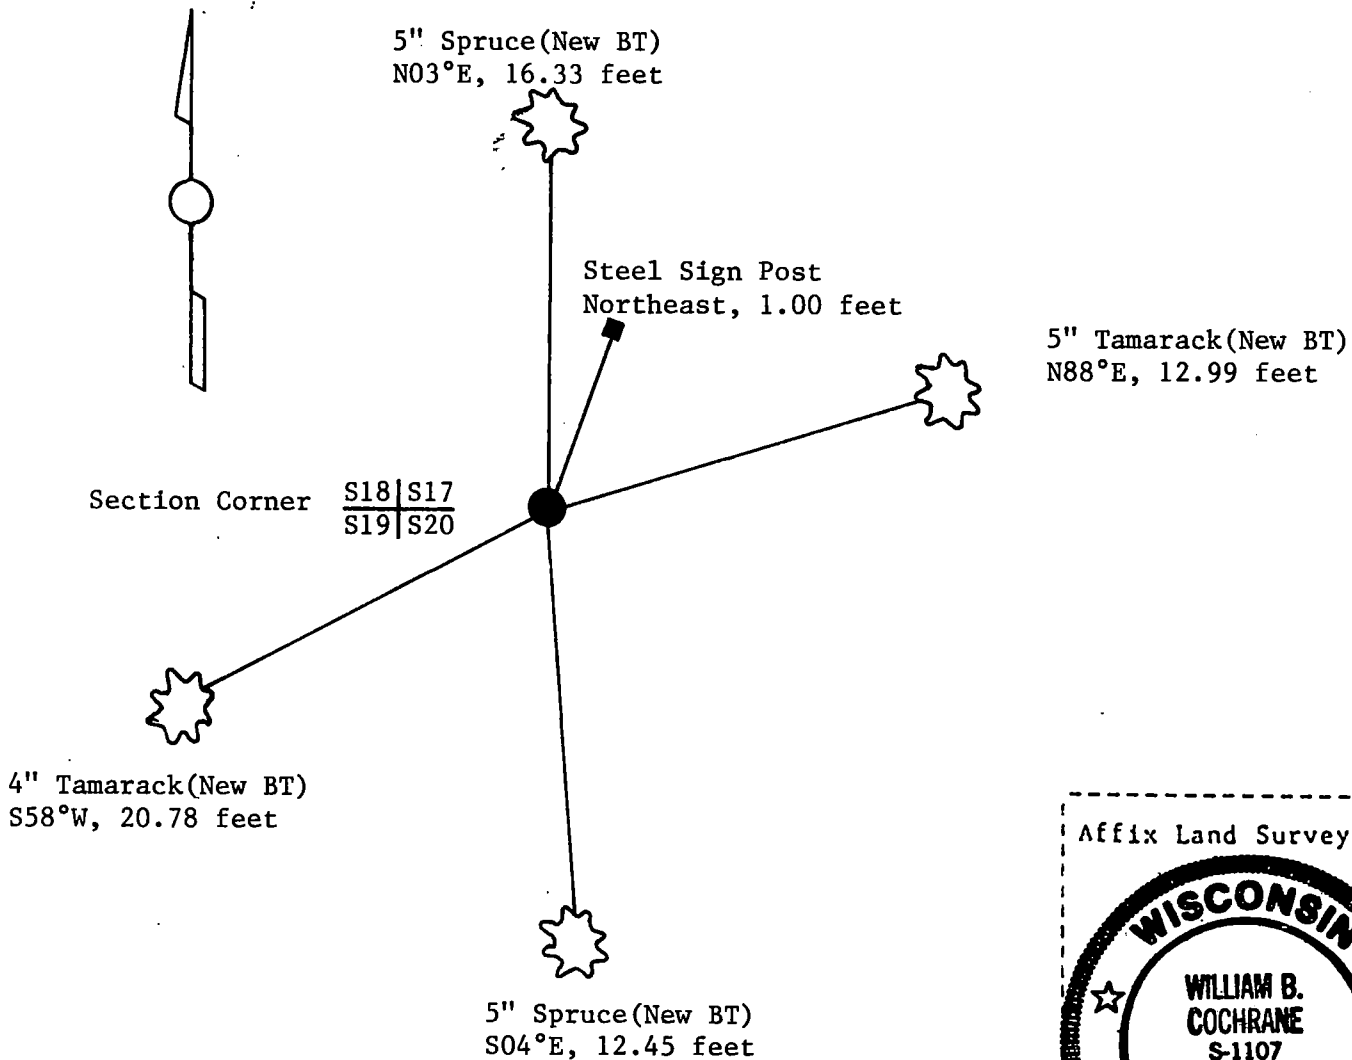 5" Spruce(New BT)
N03°E, 16.33 feet
Steel Sign Post
Northeast, 1.00 feet
5" Tamarack(New BT)
N88°E, 12.99 feet
Section Corner
S18|S17
S19|S20
4" Tamarack(New BT)
S58°W, 20.78 feet
5" Spruce(New BT)
S04°E, 12.45 feet
Affix Land Survey
WISCONSIN
WILLIAM B.
COCHRANE
S-1107